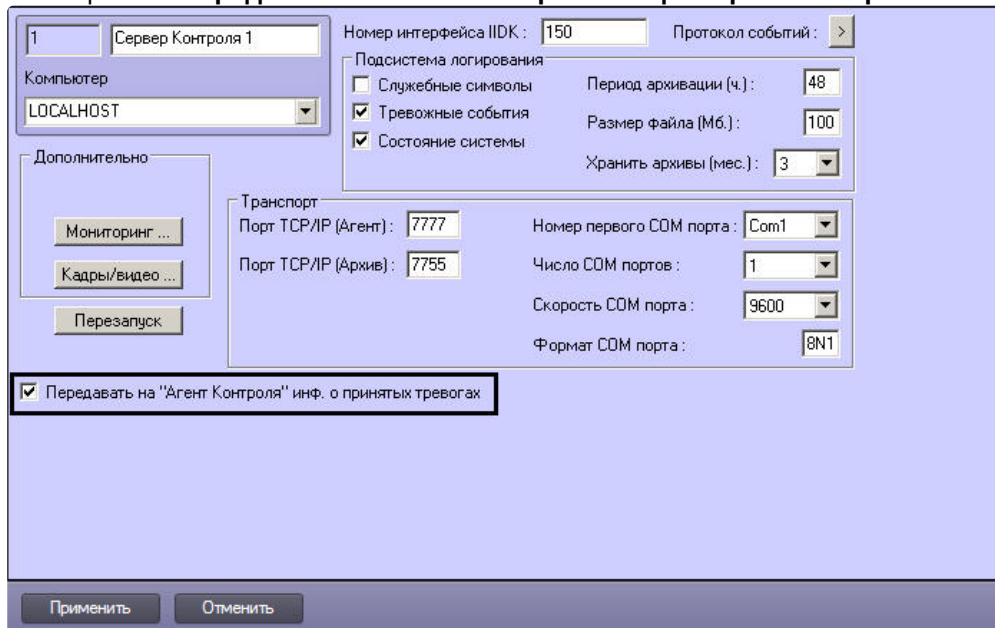 1
Сервер Контроля 1
Компьютер
LOCALHOST
Номер интерфейса IIDK :
150
Протокол событий :
>
Подсистема логирования
Служебные символы
Тревожные события
Состояние системы
Период архивации (ч.) :
48
Размер файла (Мб.) :
100
Хранить архивы (мес.) :
3
Дополнительно
Мониторинг ...
Кадры/видео ...
Перезапуск
Транспорт
Порт TCP/IP (Агент) :
7777
Порт TCP/IP (Архив) :
7755
Номер первого COM порта :
Com1
Число COM портов :
1
Скорость COM порта :
9600
Формат COM порта :
8N1
Передавать на "Агент Контроля" инф. о принятых тревогах
Применить
Отменить